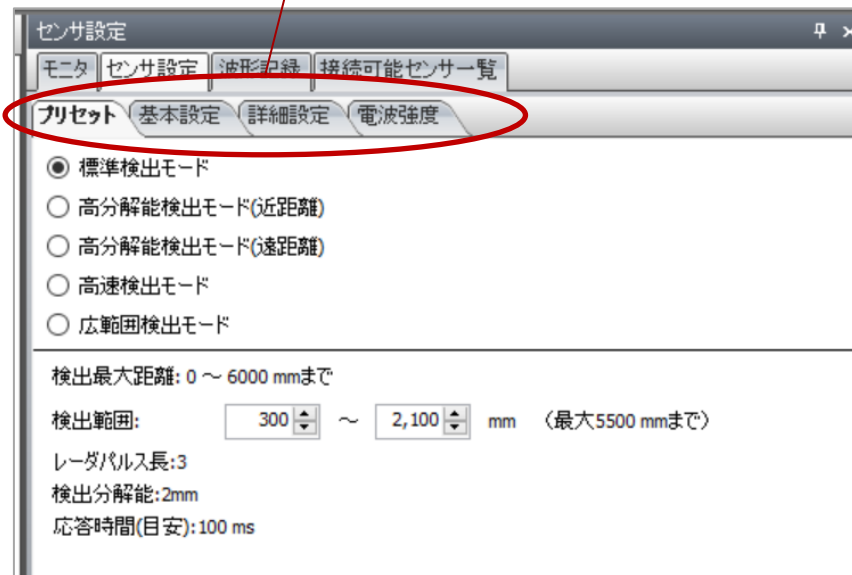 センサ設定
モニタ センサ設定 波形記録 接続可能センサー覧
プリセット 基本設定 詳細設定 電波強度
標準検出モード
高分解能検出モード(近距離)
高分解能検出モード(遠距離)
高速検出モード
広範囲検出モード
検出最大距離: 0 ～ 6000 mmまで
検出範囲: 300 ～ 2,100 mm （最大5500 mmまで）
レーダパルス長:3
検出分解能:2mm
応答時間(目安):100 ms